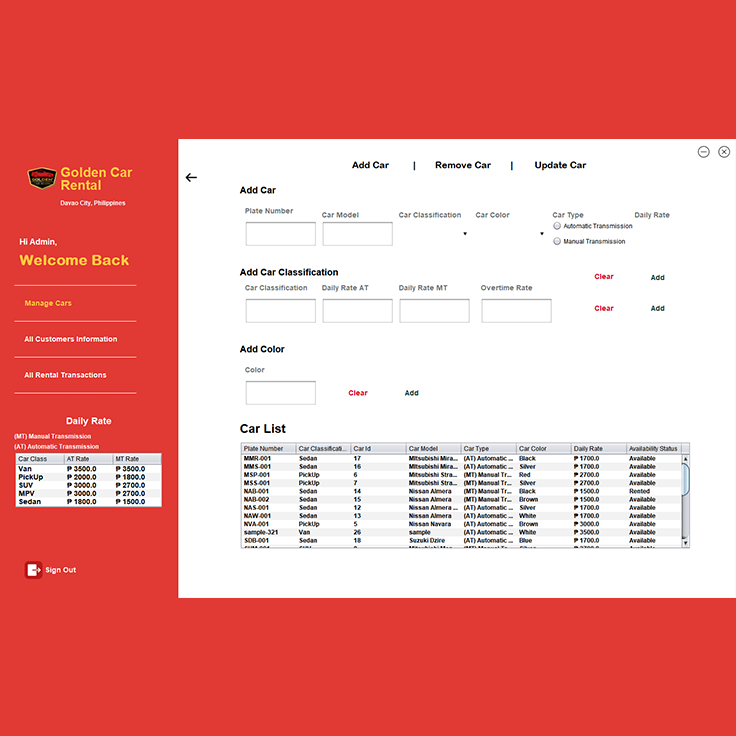 Golden Car
Rental
Davao City, Philippines
Hi Admin,
Welcome Back
Manage Cars
All Customers Information
All Rental Transactions
Daily Rate
(MT) Manual Transmission
(AT) Automatic Transmission
Car Class AT Rate MT Rate
Van ₱ 3500.0 ₱ 3500.0
PickUp ₱ 2000.0 ₱ 1800.0
SUV ₱ 3000.0 ₱ 2700.0
MPV ₱ 3000.0 ₱ 2700.0
Sedan ₱ 1800.0 ₱ 1500.0
Sign Out
Add Car | Remove Car | Update Car
Add Car
Plate Number Car Model Car Classification Car Color Car Type Daily Rate
Automatic Transmission
Manual Transmission
Clear Add
Add Car Classification
Car Classification Daily Rate AT Daily Rate MT Overtime Rate
Clear Add
Add Color
Color
Clear Add
Car List
Plate Number Car Classificati... Car Id Car Model Car Type Car Color Daily Rate Availability Status
MMR-001 Sedan 17 Mitsubishi Mira... (AT) Automatic ... Black ₱ 1700.0 Available
MMS-001 Sedan 16 Mitsubishi Mira... (AT) Automatic ... Silver ₱ 1700.0 Available
MSP-001 PickUp 6 Mitsubishi Stra... (MT) Manual Tr... Red ₱ 2700.0 Available
MSS-001 PickUp 7 Mitsubishi Stra... (MT) Manual Tr... Silver ₱ 2700.0 Available
NAB-001 Sedan 14 Nissan Almera (MT) Manual Tr... Black ₱ 1500.0 Rented
NAB-002 Sedan 15 Nissan Almera (MT) Manual Tr... Brown ₱ 1500.0 Available
NAS-001 Sedan 12 Nissan Almera ... (AT) Automatic ... Silver ₱ 1700.0 Available
NAW-001 Sedan 13 Nissan Almera (AT) Automatic ... White ₱ 1700.0 Available
NVA-001 PickUp 5 Nissan Navara (AT) Automatic ... Brown ₱ 3000.0 Available
sample-321 Van 26 sample (AT) Automatic ... White ₱ 3500.0 Available
SDB-001 Sedan 18 Suzuki Dzire (AT) Automatic ... Blue ₱ 1700.0 Available